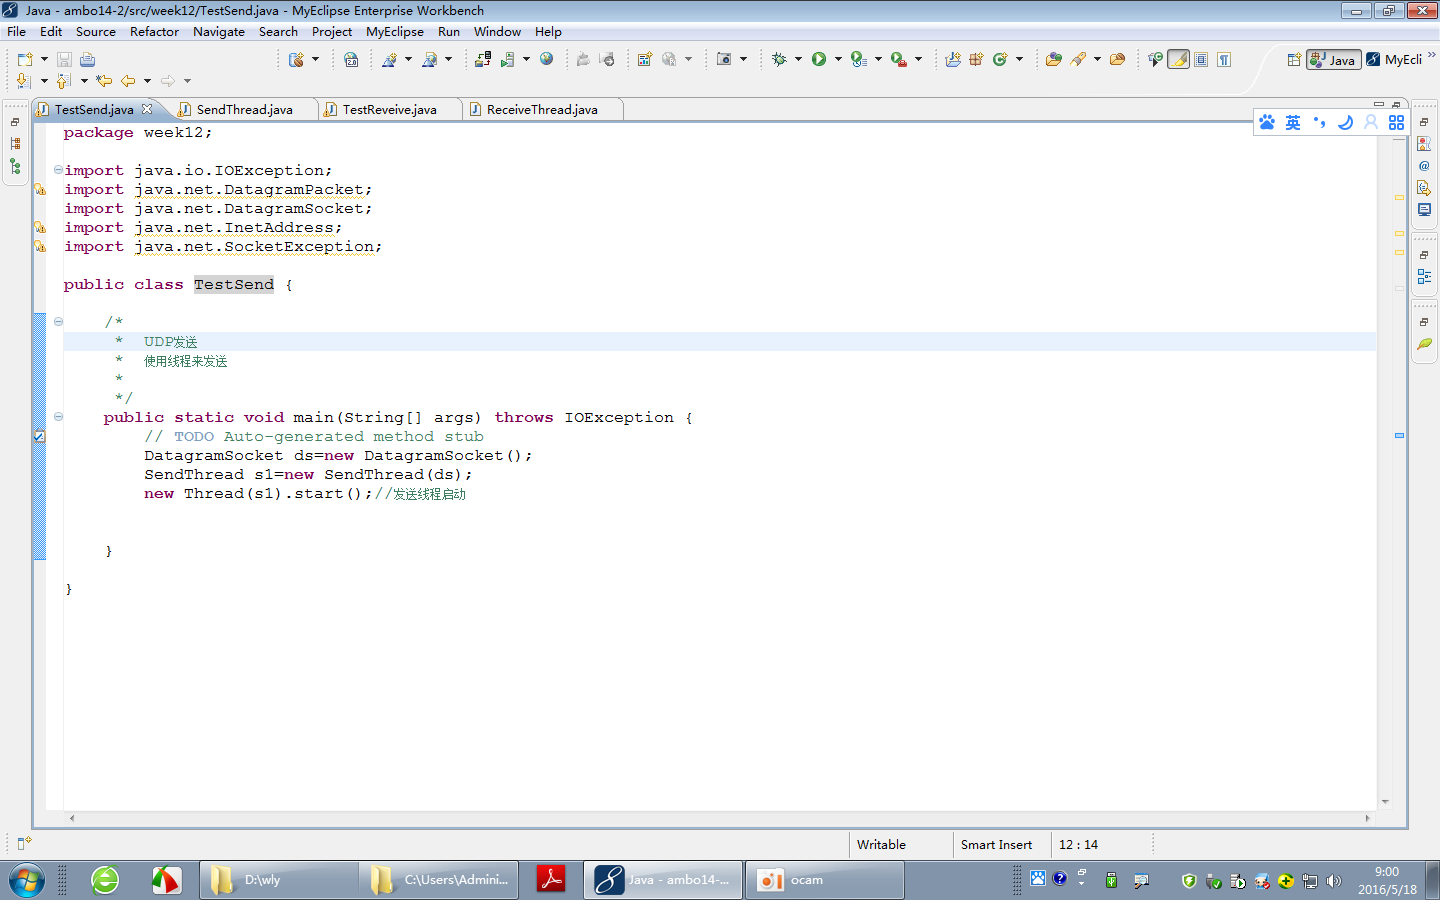 Java - ambo14-2/src/week12/TestSend.java - MyEclipse Enterprise Workbench
File Edit Source Refactor Navigate Search Project MyEclipse Run Window Help
Java MyEcli
TestSend.java SendThread.java TestReveive.java ReceiveThread.java
英
package week12;
import java.io.IOException;
import java.net.DatagramPacket;
import java.net.DatagramSocket;
import java.net.InetAddress;
import java.net.SocketException;
public class TestSend {
/*
* UDP发送
* 使用线程来发送
*
*/
public static void main(String[] args) throws IOException {
// TODO Auto-generated method stub
DatagramSocket ds=new DatagramSocket();
SendThread s1=new SendThread(ds);
new Thread(s1).start();//发送线程启动
}
}
Writable Smart Insert 12 : 14
D:\wly C:\Users\Admini... Java - ambo14-... ocam
9:00
2016/5/18